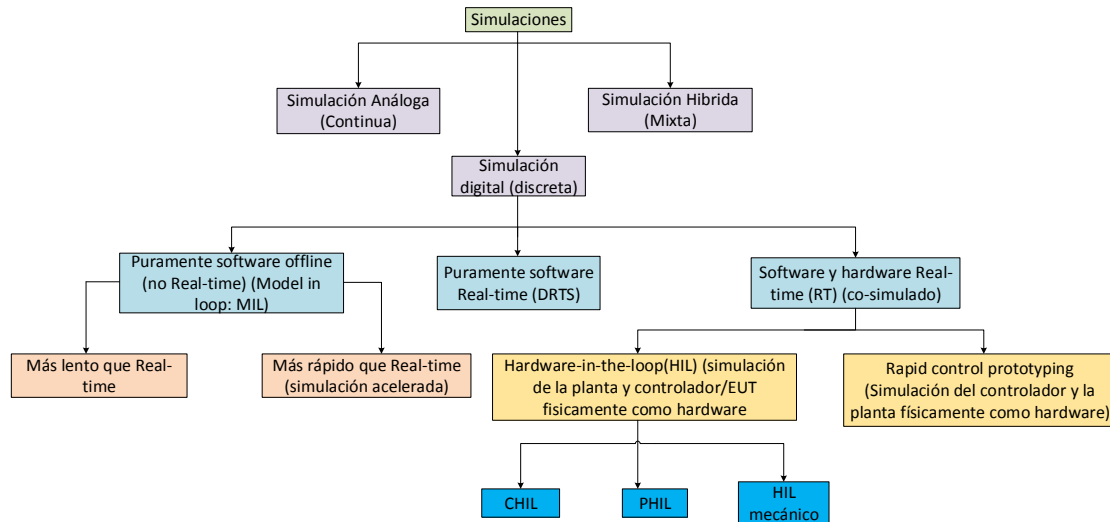 Simulaciones
Simulación Análoga
(Continua)
Simulación Hibrida
(Mixta)
Simulación
digital (discreta)
Puramente software offline
(no Real-time) (Model in
loop: MIL)
Puramente software
Real-time (DRTS)
Software y hardware Real-
time (RT) (co-simulado)
Más lento que Real-
time
Más rápido que Real-time
(simulación acelerada)
Hardware-in-the-loop(HIL) (simulación
de la planta y controlador/EUT
fisicamente como hardware
Rapid control prototyping
(Simulación del controlador y la
planta físicamente como hardware)
CHIL
PHIL
HIL
mecánico